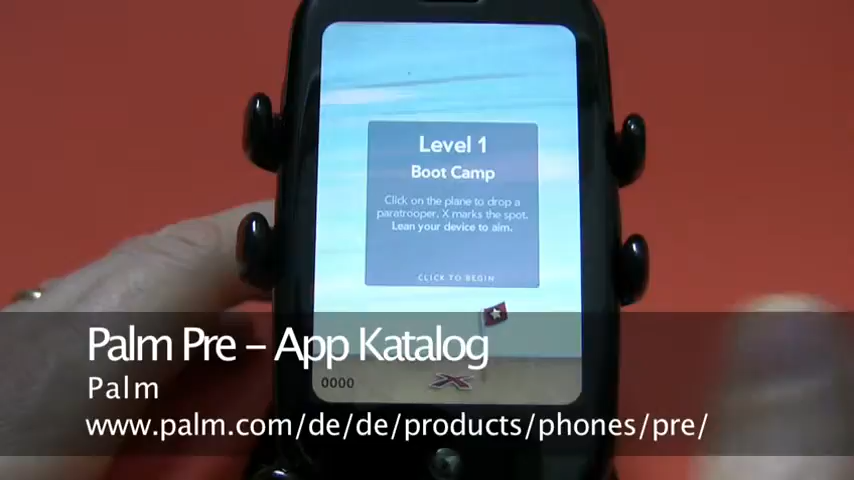 Level 1
Boot Camp
Click on the plane to drop a
paratrooper. X marks the spot.
Lean your device to aim.
CLICK TO BEGIN
0000
Palm Pre – App Katalog
Palm
www.palm.com/de/de/products/phones/pre/